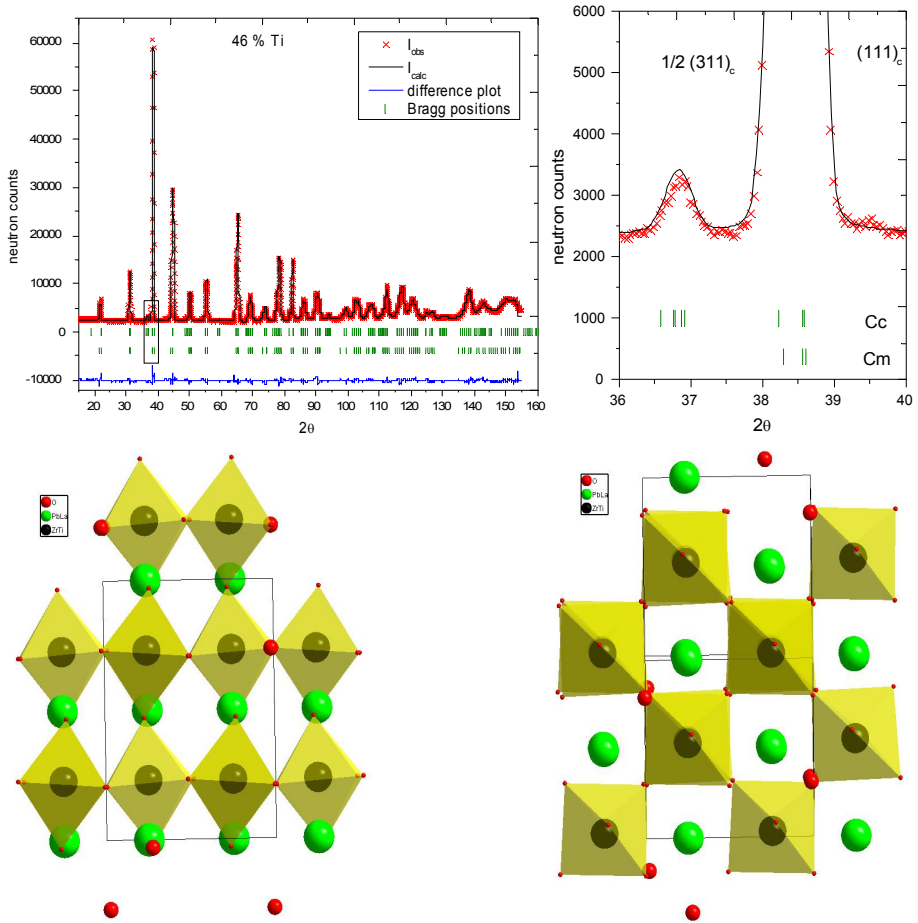 46 % Ti
I_obs
I_calc
difference plot
Bragg positions
neutron counts
60000
50000
40000
30000
20000
10000
0
-10000
20 30 40 50 60 70 80 90 100 110 120 130 140 150 160
2θ
1/2 (311)_c
(111)_c
neutron counts
6000
5000
4000
3000
2000
1000
0
Cc
Cm
36 37 38 39 40
2θ
O
PbLa
ZrTi
O
PbLa
ZrTi